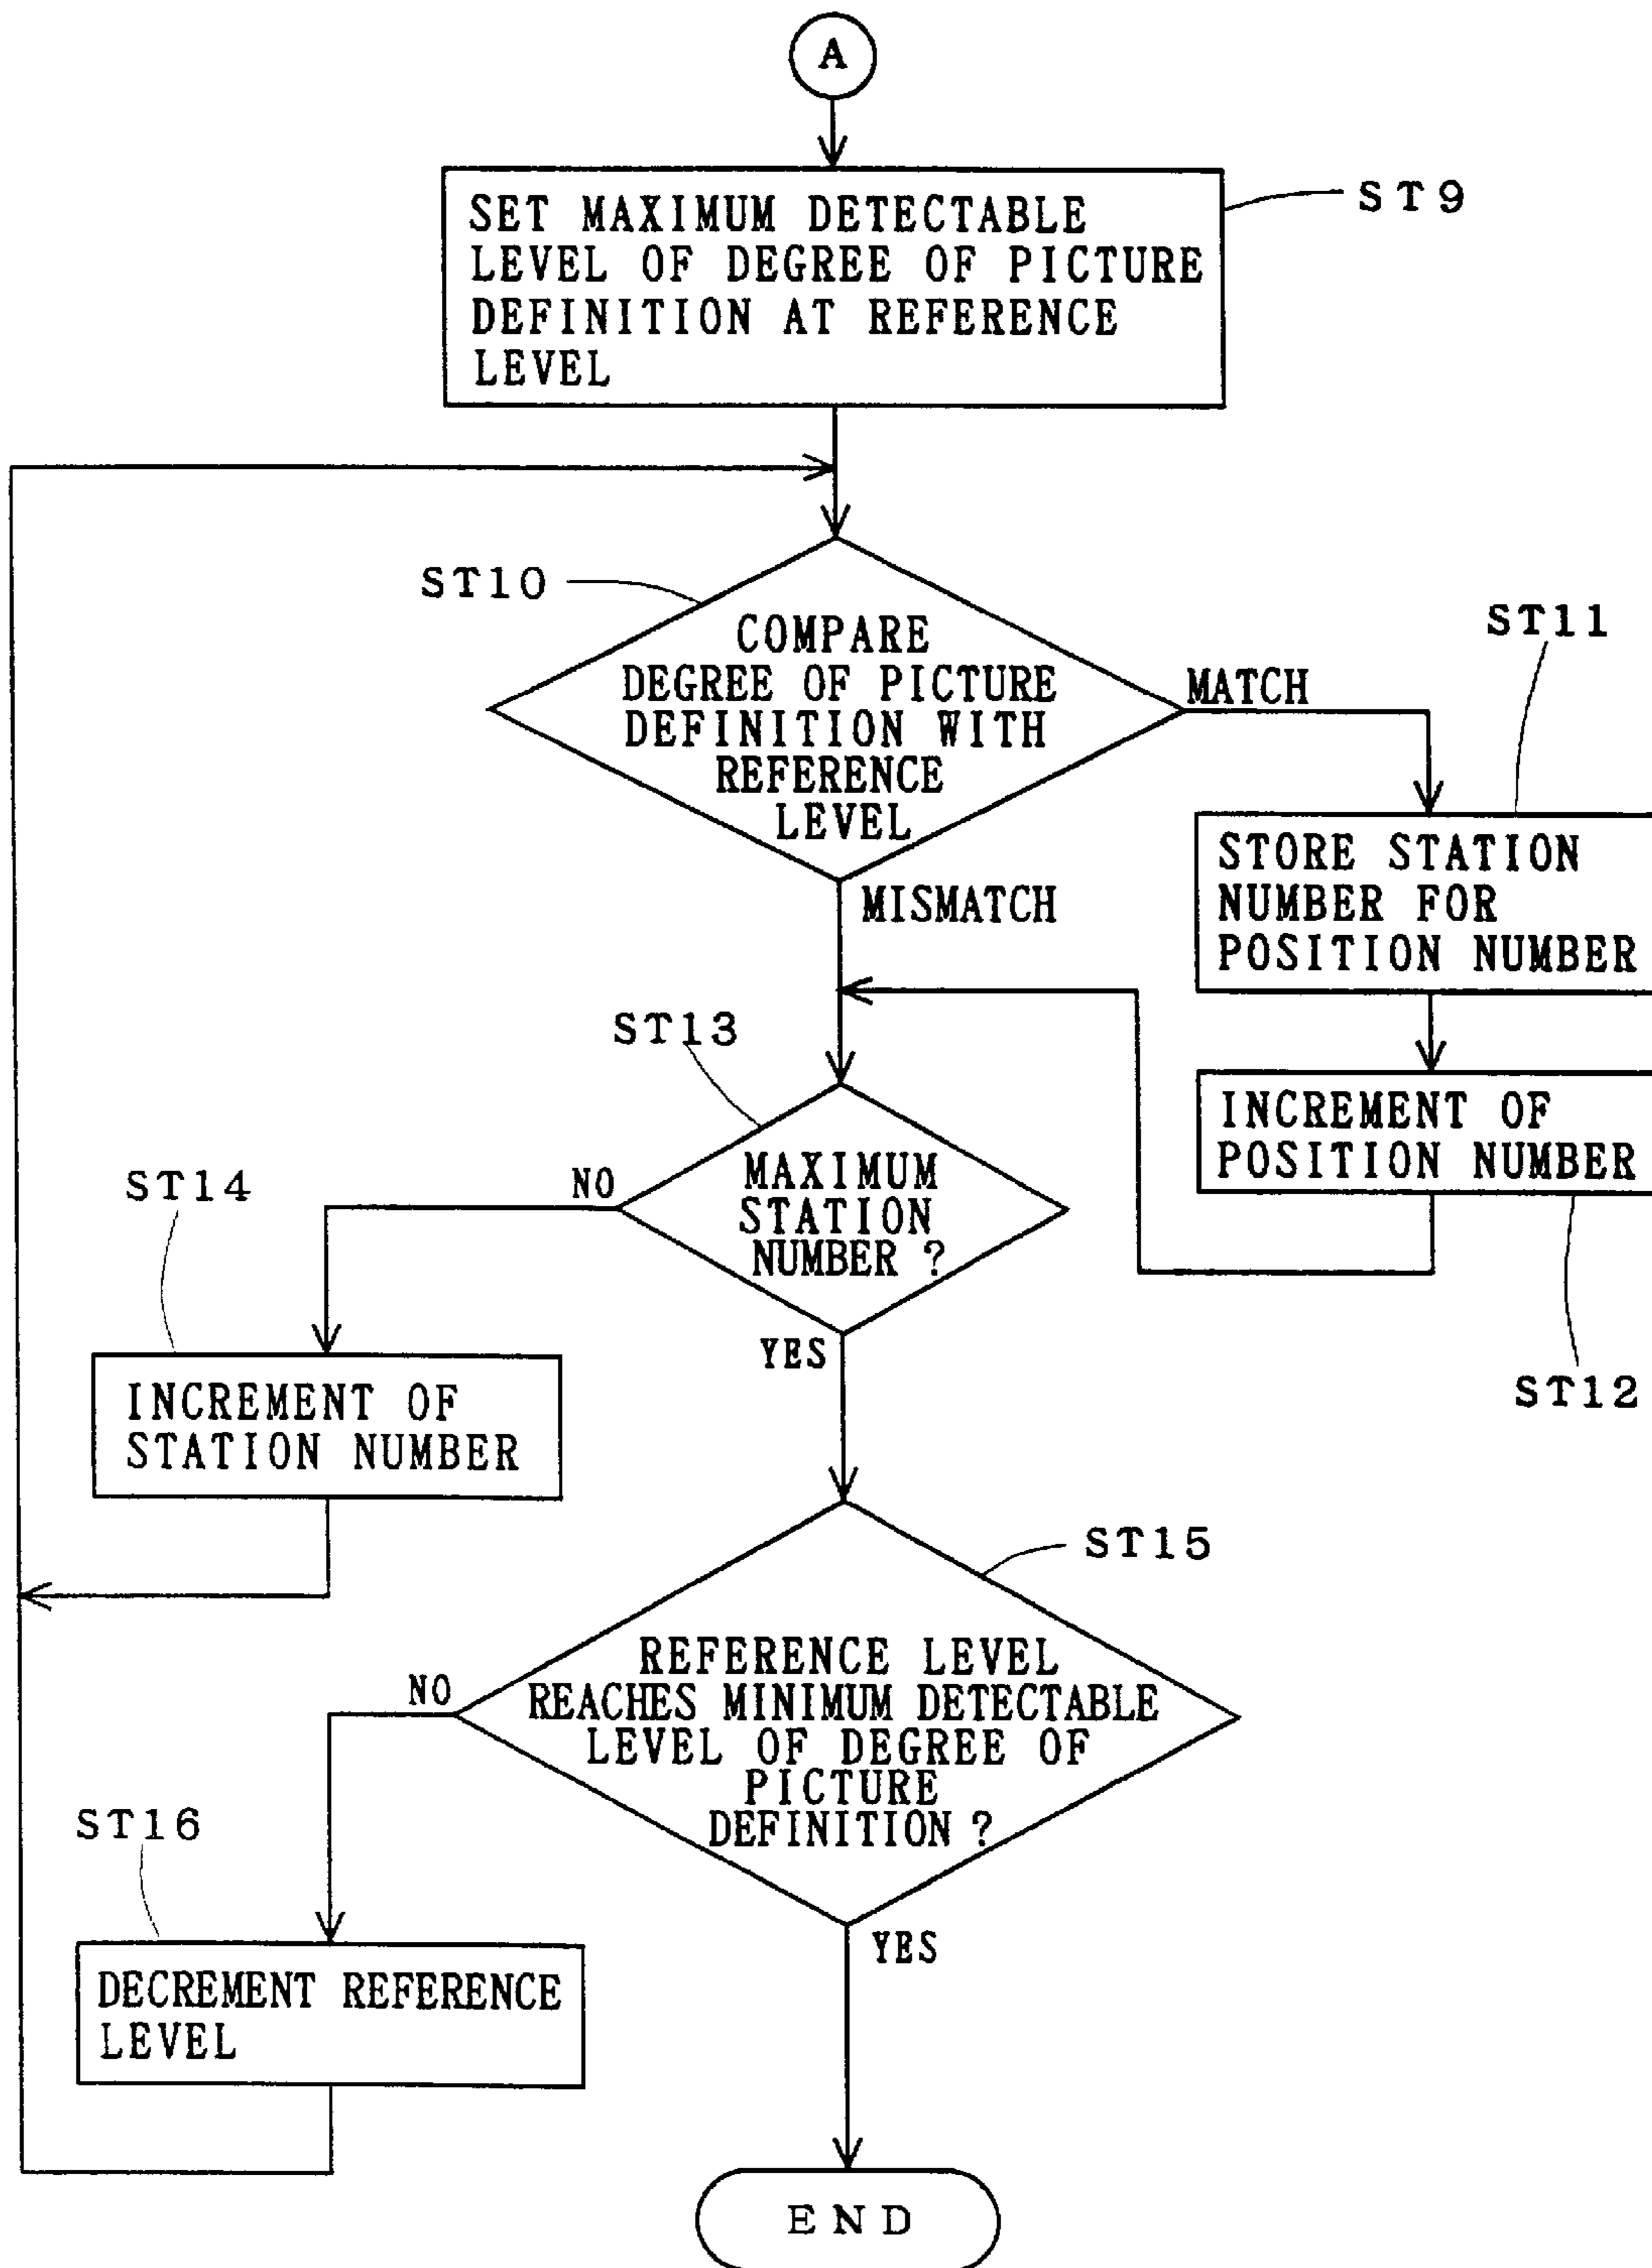 A
SET MAXIMUM DETECTABLE
LEVEL OF DEGREE OF PICTURE
DEFINITION AT REFERENCE
LEVEL
ST9
ST10
COMPARE
DEGREE OF PICTURE
DEFINITION WITH
REFERENCE
LEVEL
MATCH
ST11
STORE STATION
NUMBER FOR
POSITION NUMBER
MISMATCH
INCREMENT OF
POSITION NUMBER
ST12
ST13
MAXIMUM
STATION
NUMBER ?
NO
ST14
INCREMENT OF
STATION NUMBER
YES
ST15
REFERENCE LEVEL
REACHES MINIMUM DETECTABLE
LEVEL OF DEGREE OF
PICTURE
DEFINITION ?
NO
ST16
DECREMENT REFERENCE
LEVEL
YES
END